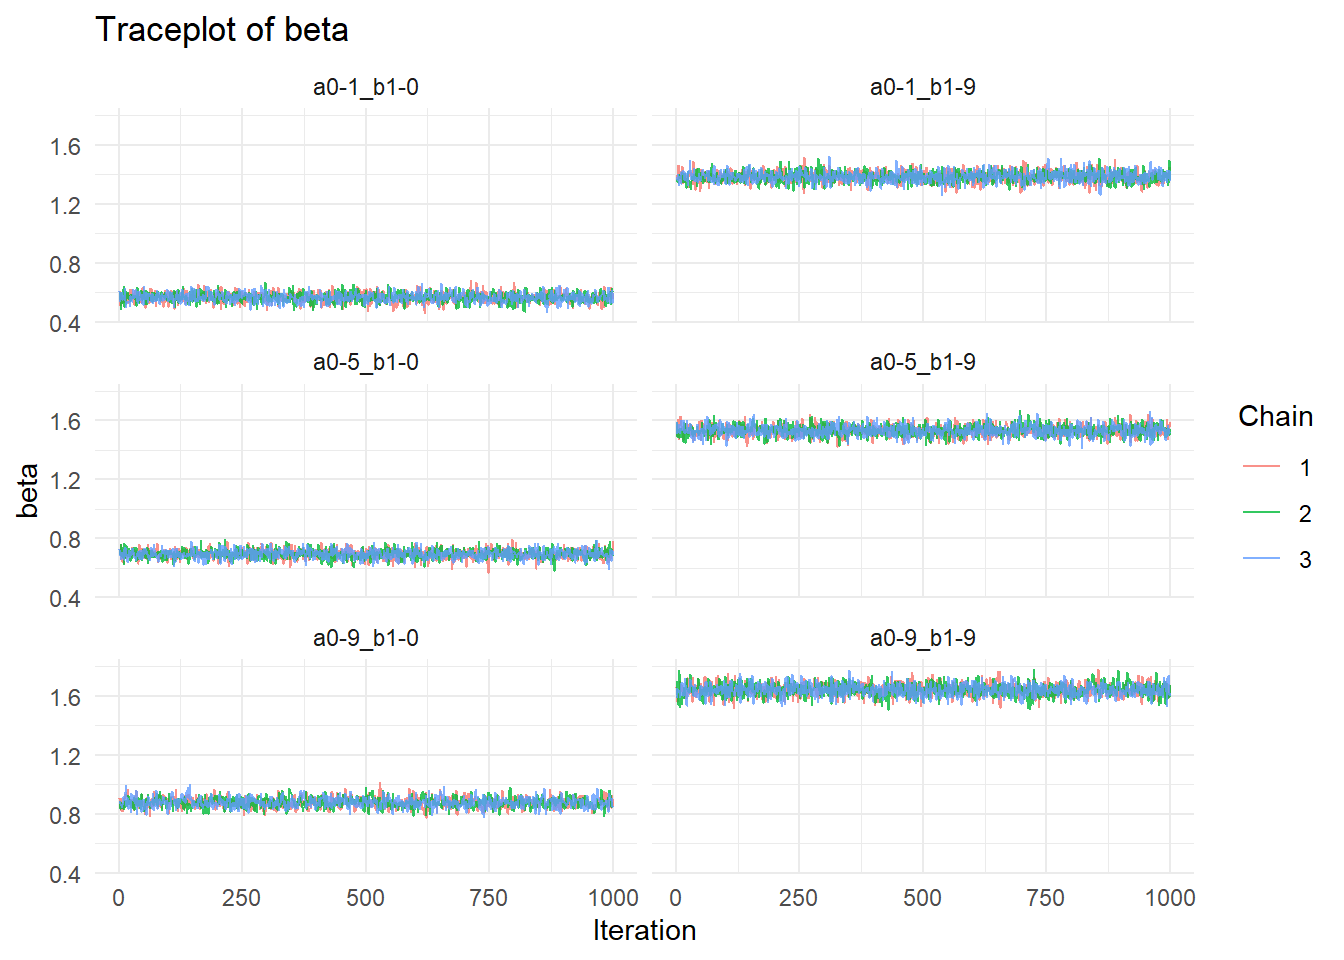 Traceplot of beta
a0-1_b1-0 a0-1_b1-9
1.6
1.2
0.8
0.4
a0-5_b1-0 a0-5_b1-9
1.6
1.2
0.8
0.4
a0-9_b1-0 a0-9_b1-9
1.6
1.2
0.8
0.4
0 250 500 750 1000 0 250 500 750 1000
Iteration
beta
Chain
1
2
3